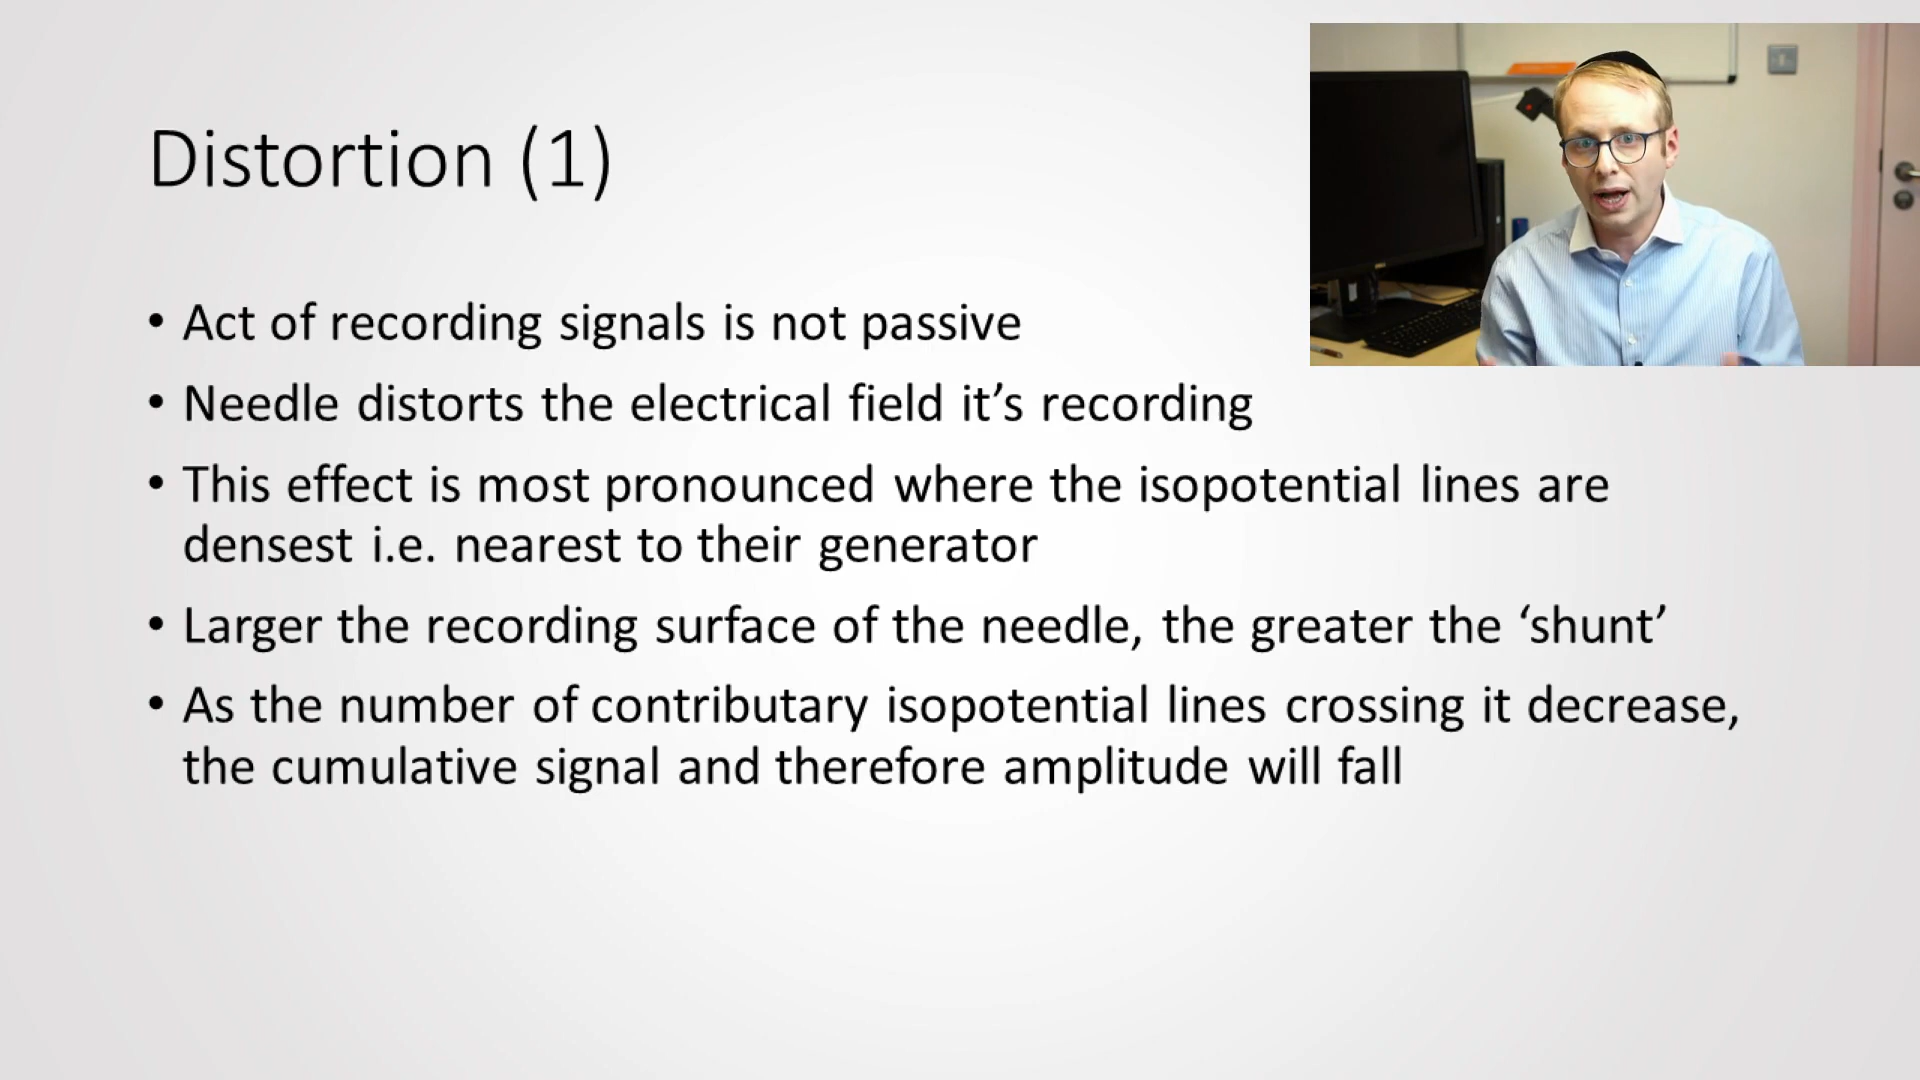 Distortion (1)
• Act of recording signals is not passive
• Needle distorts the electrical field it’s recording
• This effect is most pronounced where the isopotential lines are
densest i.e. nearest to their generator
• Larger the recording surface of the needle, the greater the ‘shunt’
• As the number of contributary isopotential lines crossing it decrease,
the cumulative signal and therefore amplitude will fall